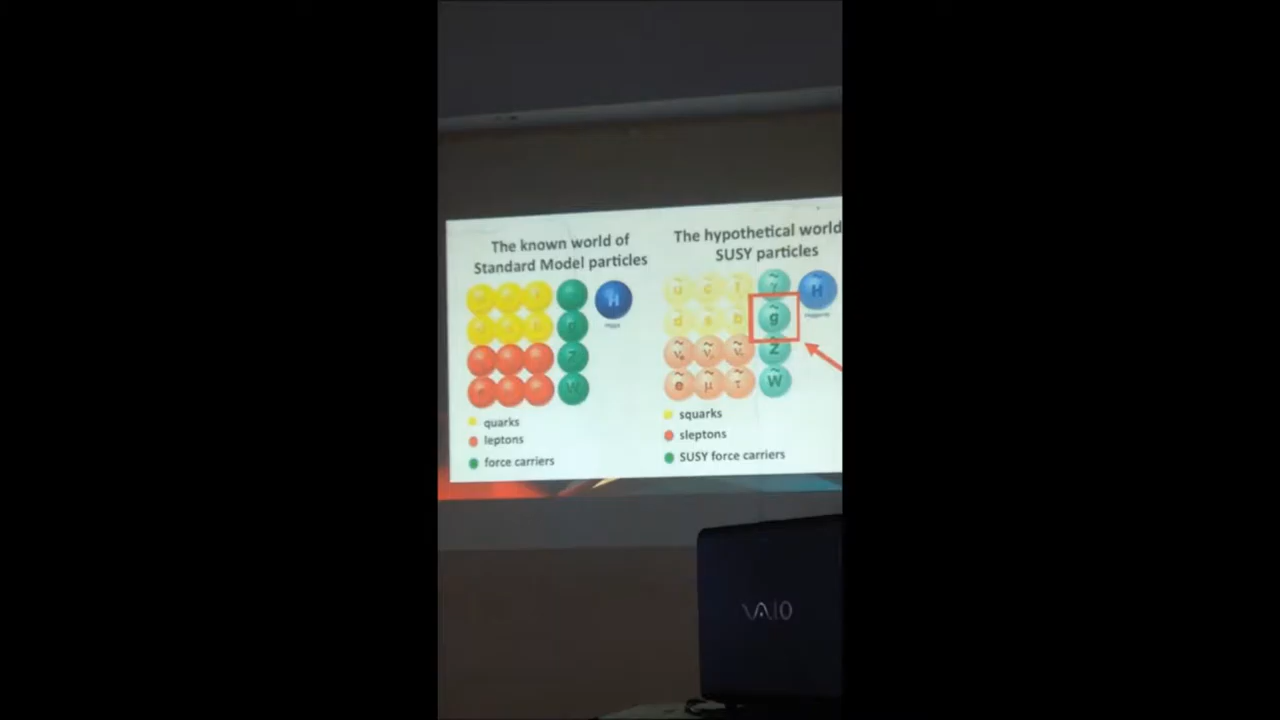 The known world of
Standard Model particles
H
g
Z
W
quarks
leptons
force carriers
The hypothetical world
SUSY particles
ũ c̃ t̃ γ̃ H̃
d̃ s̃ b̃ g̃
ν̃ ν̃ ν̃ Z̃
ẽ μ̃ τ̃ W̃
squarks
sleptons
SUSY force carriers
VAIO